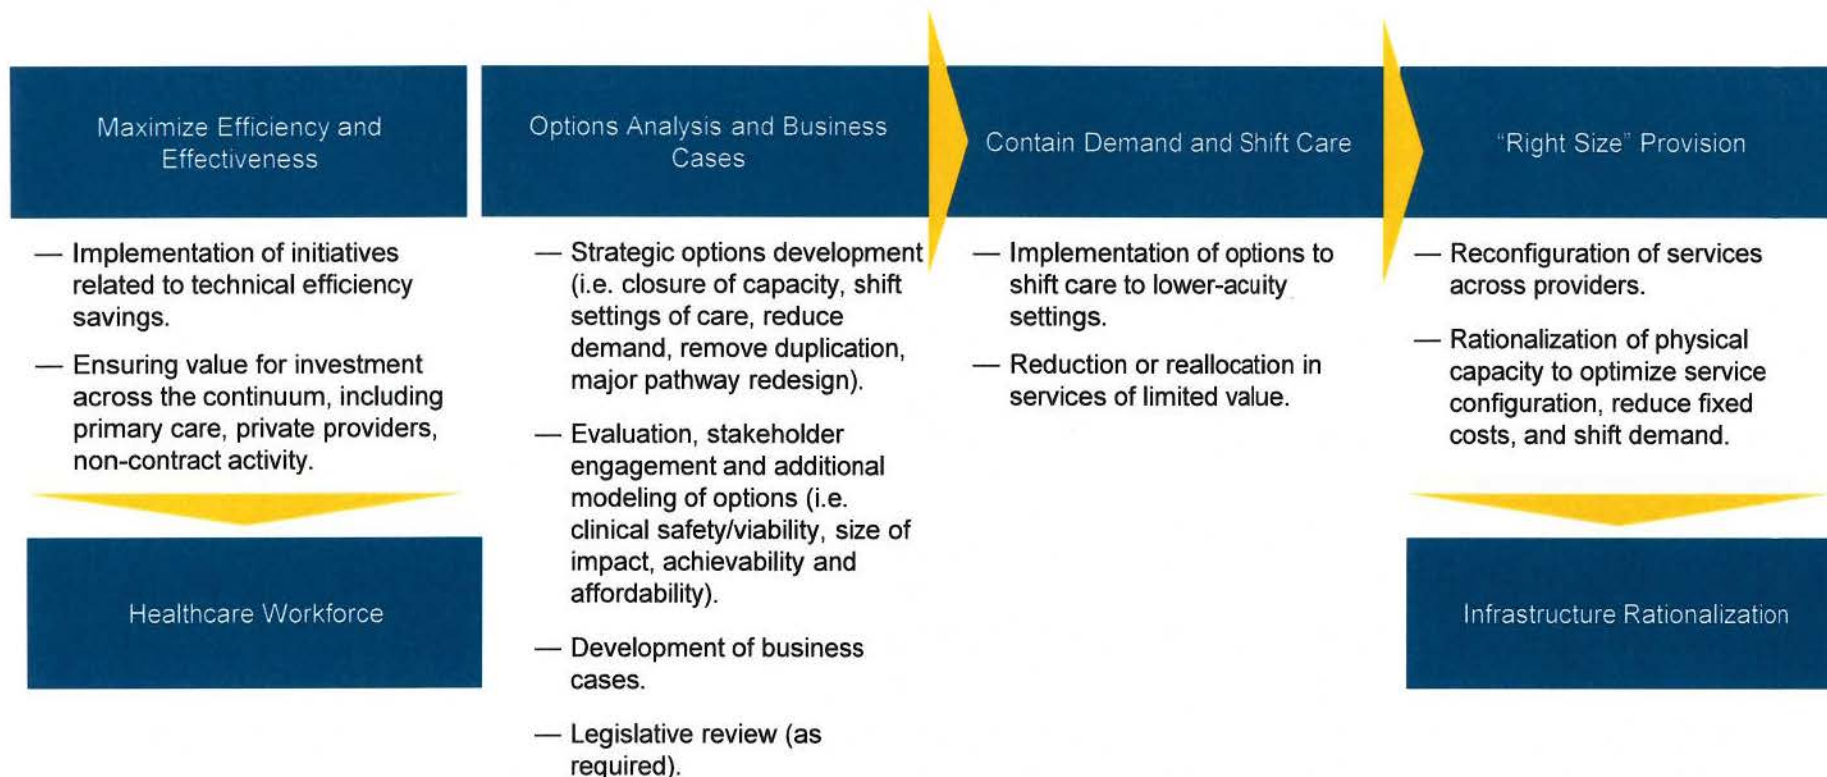 Maximize Efficiency and
Effectiveness
— Implementation of initiatives
related to technical efficiency
savings.
— Ensuring value for investment
across the continuum, including
primary care, private providers,
non-contract activity.
Healthcare Workforce
Options Analysis and Business
Cases
— Strategic options development
(i.e. closure of capacity, shift
settings of care, reduce
demand, remove duplication,
major pathway redesign).
— Evaluation, stakeholder
engagement and additional
modeling of options (i.e.
clinical safety/viability, size of
impact, achievability and
affordability).
— Development of business
cases.
— Legislative review (as
required).
Contain Demand and Shift Care
— Implementation of options to
shift care to lower-acuity
settings.
— Reduction or reallocation in
services of limited value.
“Right Size” Provision
— Reconfiguration of services
across providers.
— Rationalization of physical
capacity to optimize service
configuration, reduce fixed
costs, and shift demand.
Infrastructure Rationalization